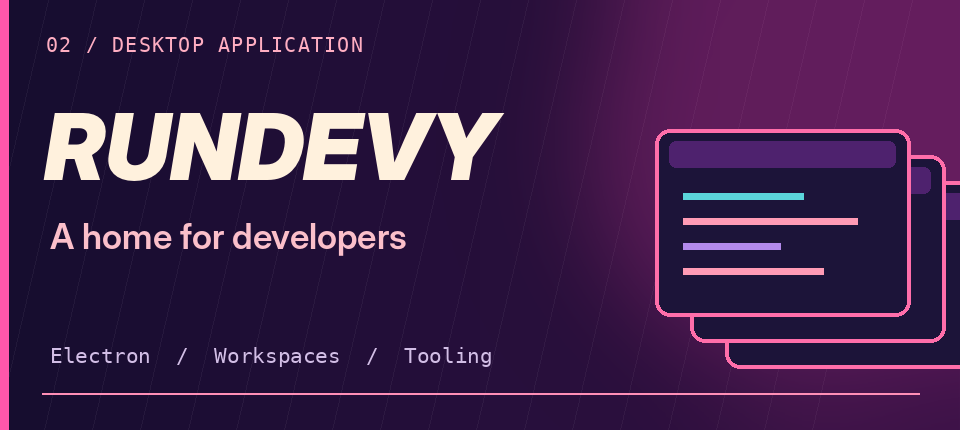 02 / DESKTOP APPLICATION
RUNDEVY
A home for developers
Electron / Workspaces / Tooling